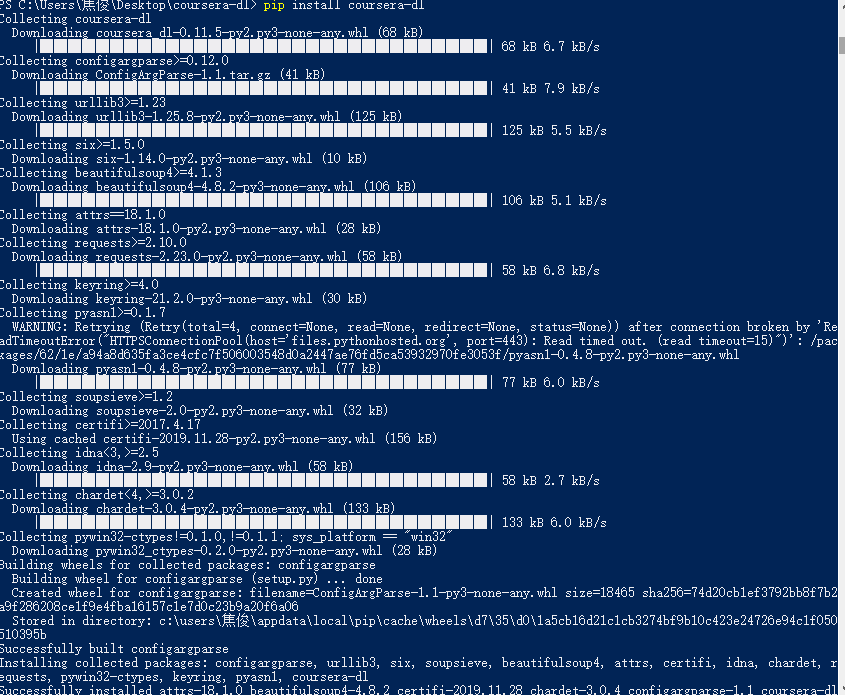 PS C:\Users\焦俊\Desktop\coursera-dl> pip install coursera-dl
Collecting coursera-dl
  Downloading coursera_dl-0.11.5-py2.py3-none-any.whl (68 kB)
     |████████████████████████████████| 68 kB 6.7 kB/s
Collecting configargparse>=0.12.0
  Downloading ConfigArgParse-1.1.tar.gz (41 kB)
     |████████████████████████████████| 41 kB 7.9 kB/s
Collecting urllib3>=1.23
  Downloading urllib3-1.25.8-py2.py3-none-any.whl (125 kB)
     |████████████████████████████████| 125 kB 5.5 kB/s
Collecting six>=1.5.0
  Downloading six-1.14.0-py2.py3-none-any.whl (10 kB)
Collecting beautifulsoup4>=4.1.3
  Downloading beautifulsoup4-4.8.2-py3-none-any.whl (106 kB)
     |████████████████████████████████| 106 kB 5.1 kB/s
Collecting attrs==18.1.0
  Downloading attrs-18.1.0-py2.py3-none-any.whl (28 kB)
Collecting requests>=2.10.0
  Downloading requests-2.23.0-py2.py3-none-any.whl (58 kB)
     |████████████████████████████████| 58 kB 6.8 kB/s
Collecting keyring>=4.0
  Downloading keyring-21.2.0-py3-none-any.whl (30 kB)
Collecting pyasn1>=0.1.7
  WARNING: Retrying (Retry(total=4, connect=None, read=None, redirect=None, status=None)) after connection broken by 'Re
adTimeoutError("HTTPSConnectionPool(host='files.pythonhosted.org', port=443): Read timed out. (read timeout=15)")': /pac
kages/62/1e/a94a8d635fa3ce4cfc7f506003548d0a2447ae76fd5ca53932970fe3053f/pyasn1-0.4.8-py2.py3-none-any.whl
  Downloading pyasn1-0.4.8-py2.py3-none-any.whl (77 kB)
     |████████████████████████████████| 77 kB 6.0 kB/s
Collecting soupsieve>=1.2
  Downloading soupsieve-2.0-py2.py3-none-any.whl (32 kB)
Collecting certifi>=2017.4.17
  Using cached certifi-2019.11.28-py2.py3-none-any.whl (156 kB)
Collecting idna<3,>=2.5
  Downloading idna-2.9-py2.py3-none-any.whl (58 kB)
     |████████████████████████████████| 58 kB 2.7 kB/s
Collecting chardet<4,>=3.0.2
  Downloading chardet-3.0.4-py2.py3-none-any.whl (133 kB)
     |████████████████████████████████| 133 kB 6.0 kB/s
Collecting pywin32-ctypes!=0.1.0,!=0.1.1; sys_platform == "win32"
  Downloading pywin32_ctypes-0.2.0-py2.py3-none-any.whl (28 kB)
Building wheels for collected packages: configargparse
  Building wheel for configargparse (setup.py) ... done
  Created wheel for configargparse: filename=ConfigArgParse-1.1-py3-none-any.whl size=18465 sha256=74d20cb1ef3792bb8f7b2
a9f286208ce1f9e4fba16157c1e7d0c23b9a20f6a06
  Stored in directory: c:\users\焦俊\appdata\local\pip\cache\wheels\d7\35\d0\1a5cb16d21c1cb3274bf9b10c423e24726e94c1f050
510395b
Successfully built configargparse
Installing collected packages: configargparse, urllib3, six, soupsieve, beautifulsoup4, attrs, certifi, idna, chardet, r
equests, pywin32-ctypes, keyring, pyasn1, coursera-dl
Successfully installed attrs-18.1.0 beautifulsoup4-4.8.2 certifi-2019.11.28 chardet-3.0.4 configargparse-1.1 coursera-dl